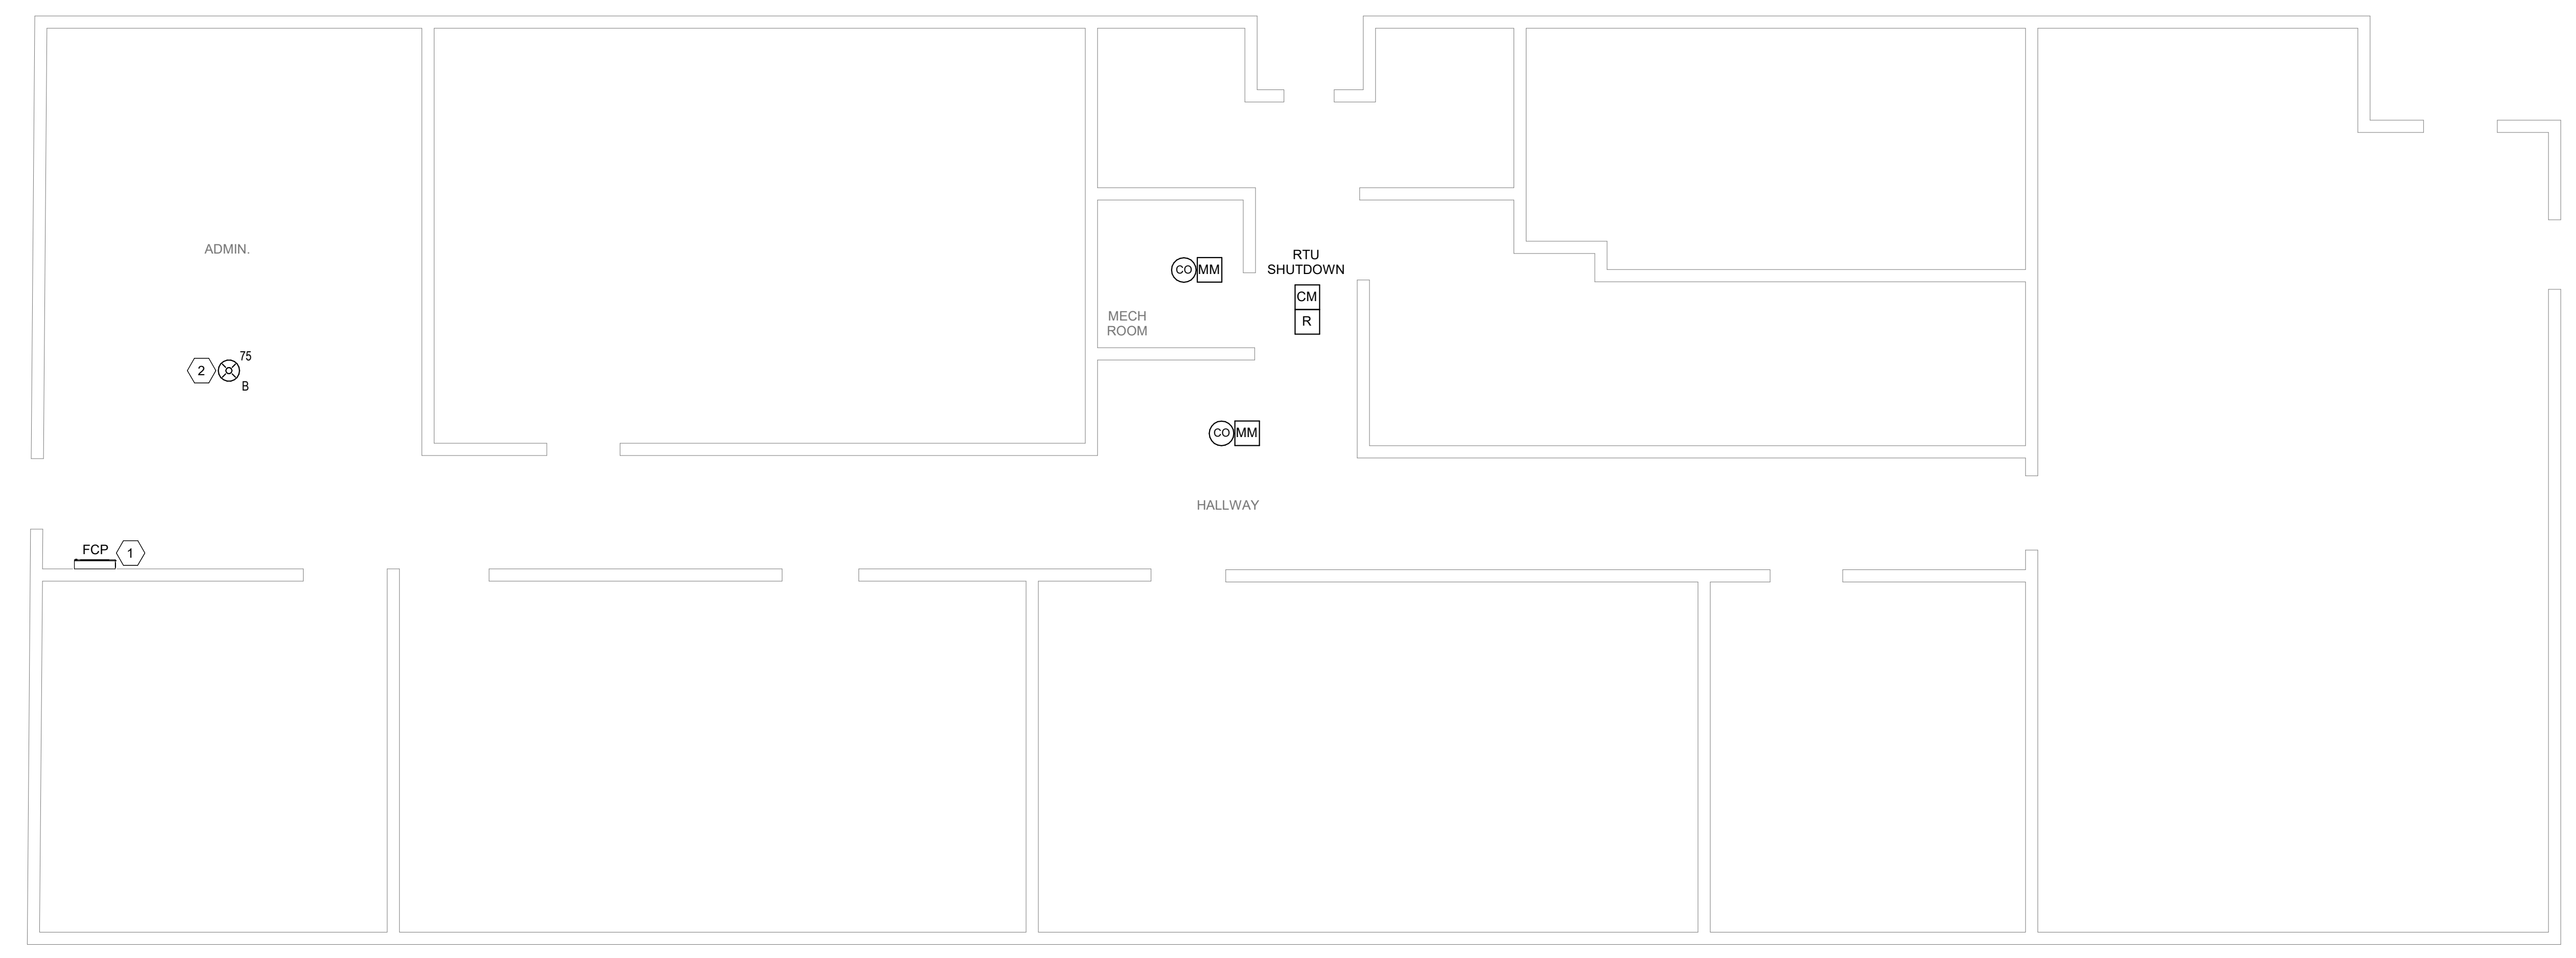 ADMIN.
RTU
SHUTDOWN
CO MM
CM
R
MECH
ROOM
75
2
B
CO MM
HALLWAY
FCP 1